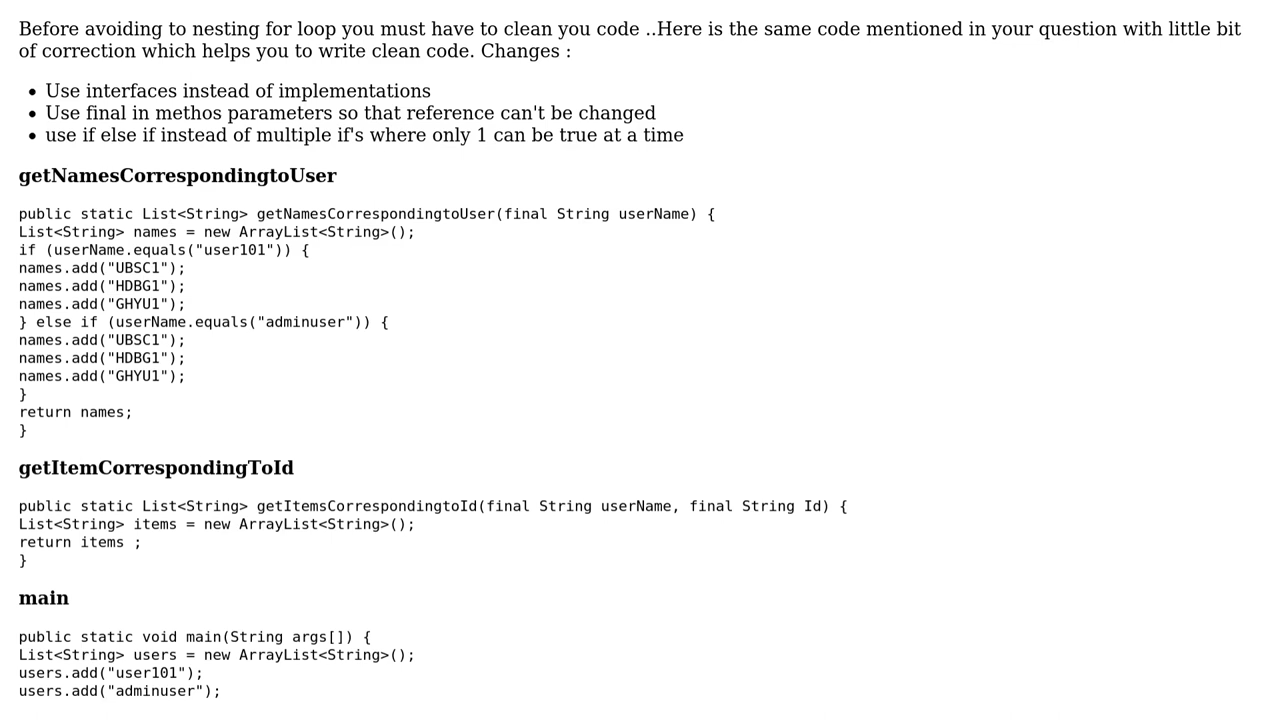 Before avoiding to nesting for loop you must have to clean you code ..Here is the same code mentioned in your question with little bit
of correction which helps you to write clean code. Changes :
• Use interfaces instead of implementations
• Use final in methos parameters so that reference can't be changed
• use if else if instead of multiple if's where only 1 can be true at a time
getNamesCorrespondingtoUser
public static List<String> getNamesCorrespondingtoUser(final String userName) {
List<String> names = new ArrayList<String>();
if (userName.equals("user101")) {
names.add("UBSC1");
names.add("HDBG1");
names.add("GHYU1");
} else if (userName.equals("adminuser")) {
names.add("UBSC1");
names.add("HDBG1");
names.add("GHYU1");
}
return names;
}
getItemCorrespondingToId
public static List<String> getItemsCorrespondingtoId(final String userName, final String Id) {
List<String> items = new ArrayList<String>();
return items ;
}
main
public static void main(String args[]) {
List<String> users = new ArrayList<String>();
users.add("user101");
users.add("adminuser");